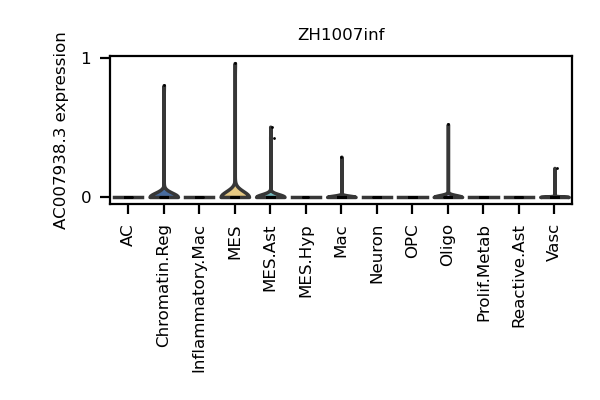 ZH1007inf
AC007938.3 expression
1
0
AC
Chromatin.Reg
Inflammatory.Mac
MES
MES.Ast
MES.Hyp
Mac
Neuron
OPC
Oligo
Prolif.Metab
Reactive.Ast
Vasc